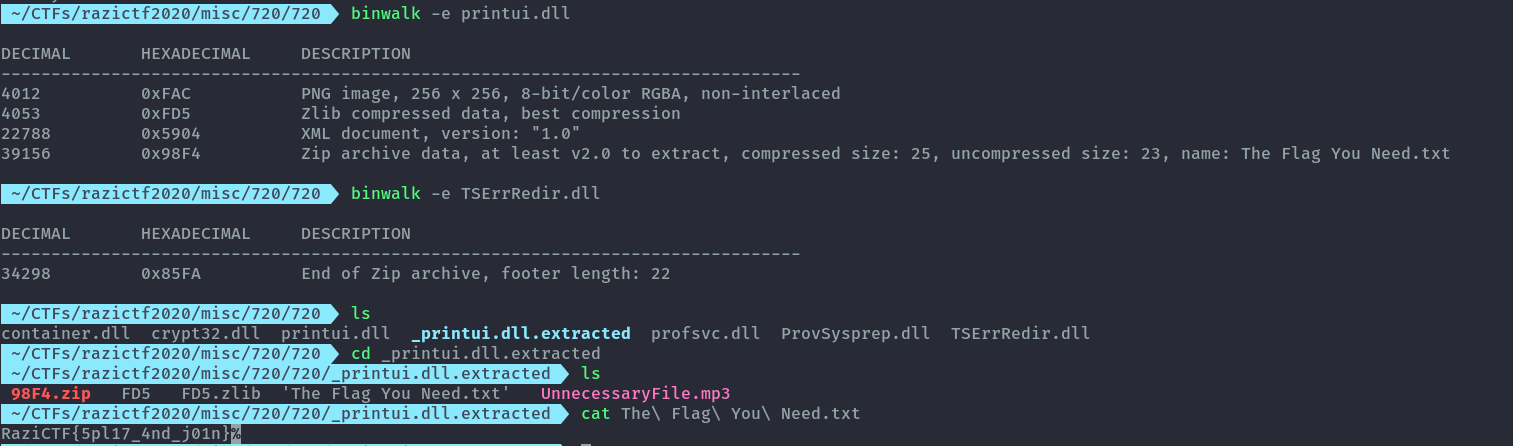 ~/CTFs/razictf2020/misc/720/720 binwalk -e printui.dll
DECIMAL HEXADECIMAL DESCRIPTION
--------------------------------------------------------------------------------
4012 0xFAC PNG image, 256 x 256, 8-bit/color RGBA, non-interlaced
4053 0xFD5 Zlib compressed data, best compression
22788 0x5904 XML document, version: "1.0"
39156 0x98F4 Zip archive data, at least v2.0 to extract, compressed size: 25, uncompressed size: 23, name: The Flag You Need.txt
~/CTFs/razictf2020/misc/720/720 binwalk -e TSErrRedir.dll
DECIMAL HEXADECIMAL DESCRIPTION
--------------------------------------------------------------------------------
34298 0x85FA End of Zip archive, footer length: 22
~/CTFs/razictf2020/misc/720/720 ls
container.dll crypt32.dll printui.dll _printui.dll.extracted profsvc.dll ProvSysprep.dll TSErrRedir.dll
~/CTFs/razictf2020/misc/720/720 cd _printui.dll.extracted
~/CTFs/razictf2020/misc/720/720/_printui.dll.extracted ls
98F4.zip FD5 FD5.zlib 'The Flag You Need.txt' UnnecessaryFile.mp3
~/CTFs/razictf2020/misc/720/720/_printui.dll.extracted cat The\ Flag\ You\ Need.txt
RaziCTF{5pl17_4nd_j01n}%